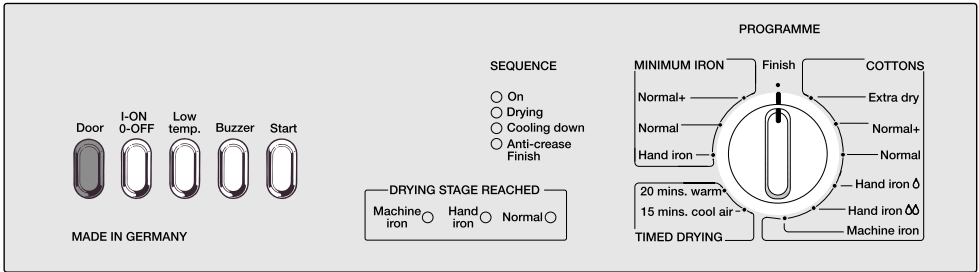 Door
I-ON
0-OFF
Low
temp.
Buzzer
Start
MADE IN GERMANY
SEQUENCE
On
Drying
Cooling down
Anti-crease
Finish
DRYING STAGE REACHED
Machine
iron
Hand
iron
Normal
PROGRAMME
MINIMUM IRON
Finish
COTTONS
Normal+
Normal
Hand iron
20 mins. warm
15 mins. cool air
TIMED DRYING
Extra dry
Normal+
Normal
Hand iron
Hand iron
Machine iron